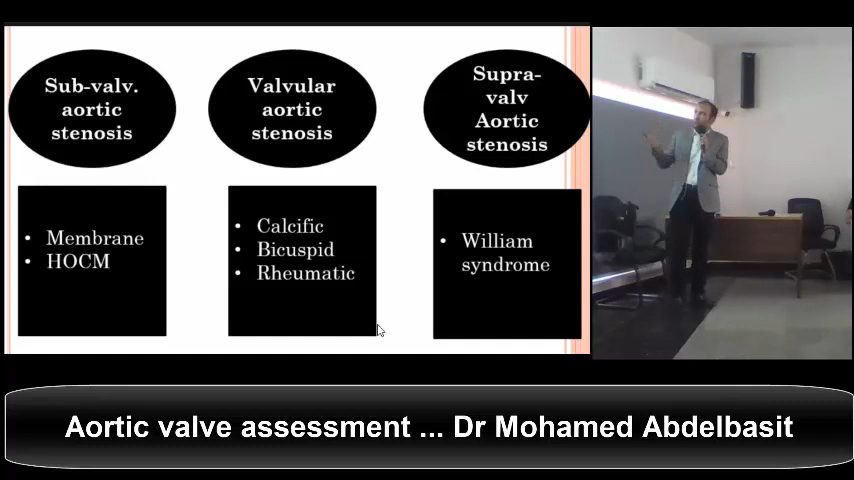 Sub-valv.
aortic
stenosis
Valvular
aortic
stenosis
Supra-
valv
Aortic
stenosis
• Membrane
• HOCM
• Calcific
• Bicuspid
• Rheumatic
• William
syndrome
Aortic valve assessment ... Dr Mohamed Abdelbasit